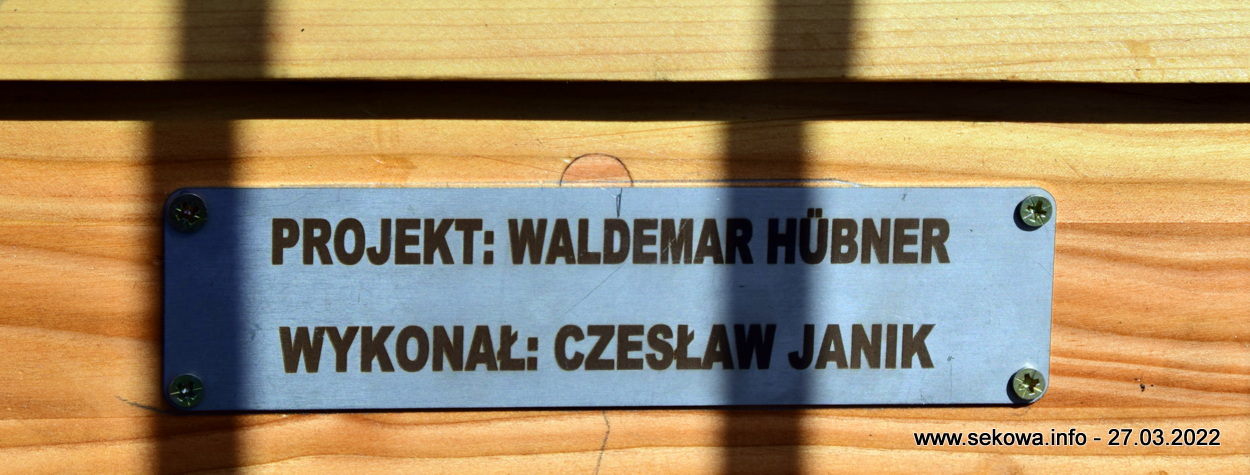 PROJEKT: WALDEMAR HÜBNER
WYKONAŁ: CZESŁAW JANIK
www.sekowa.info - 27.03.2022